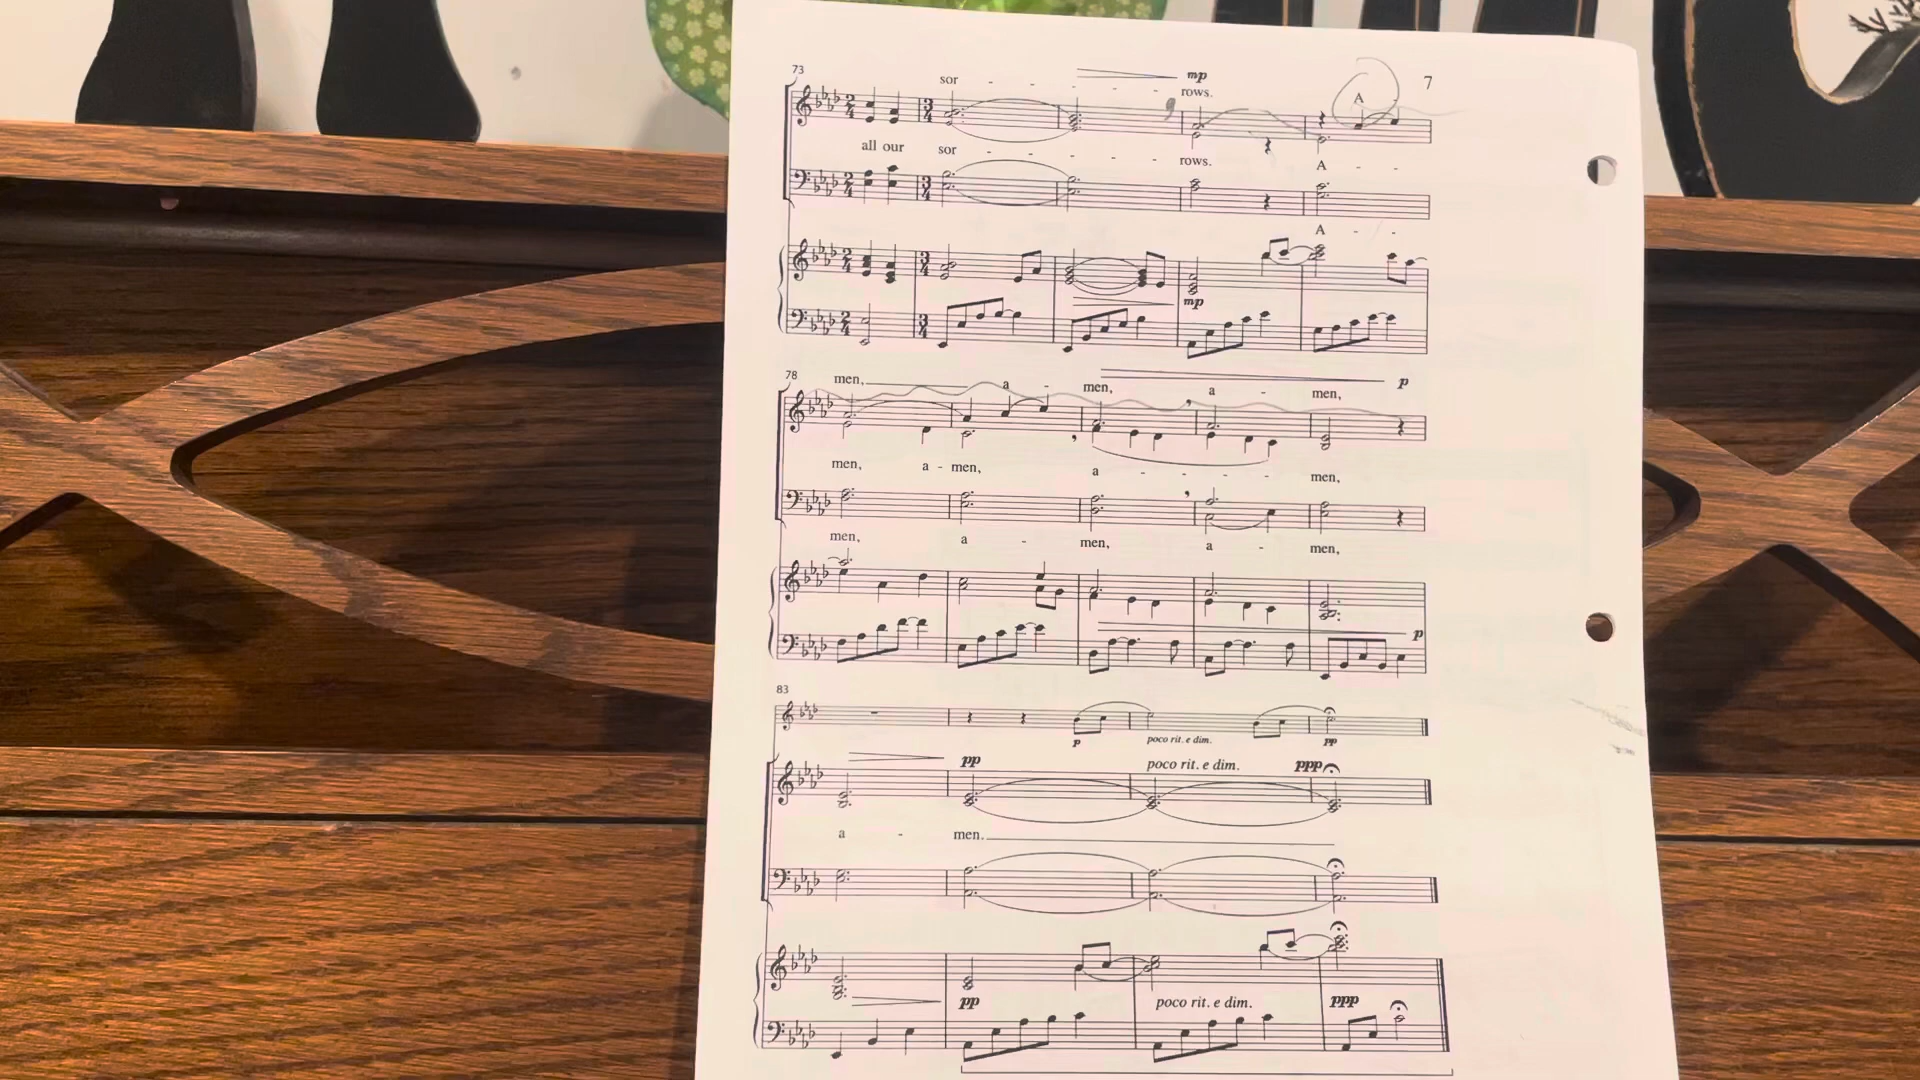 7
73
sor - - - - - rows.
mp
A
all our sor - - - - - rows. A - -
A - -
mp
78
men, a - men, a - men,
p
men, a - men, a - - - - men,
men, a - men, a - men,
p
83
p poco rit. e dim. pp
pp poco rit. e dim. ppp
a - men.
pp poco rit. e dim. ppp